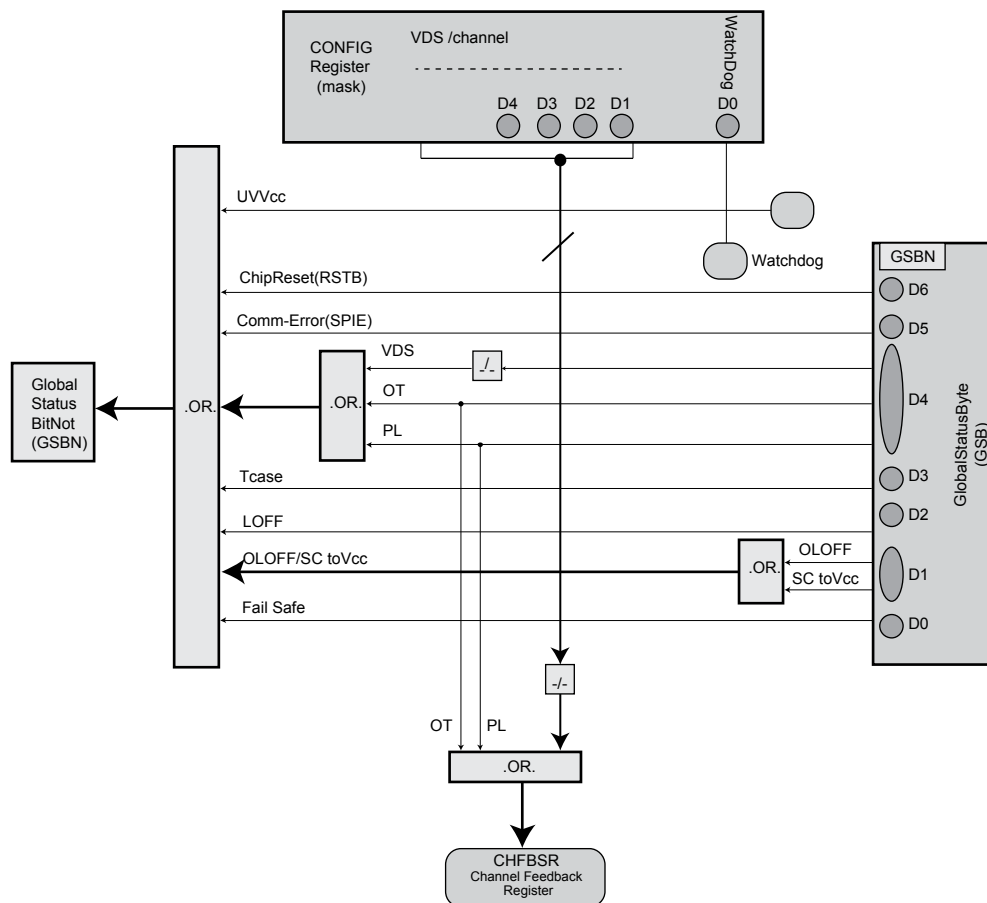 CONFIG
Register
(mask)
VDS /channel
WatchDog
D4 D3 D2 D1 D0
UVVcc
Watchdog
GSBN
ChipReset(RSTB)
D6
Comm-Error(SPIE)
D5
VDS
-/-
Global
Status
BitNot
(GSBN)
.OR.
.OR.
OT
D4
PL
GlobalStatusByte
(GSB)
Tcase
D3
LOFF
D2
OLOFF/SC toVcc
.OR.
OLOFF
SC toVcc
D1
Fail Safe
D0
-/-
OT PL
.OR.
CHFBSR
Channel Feedback
Register